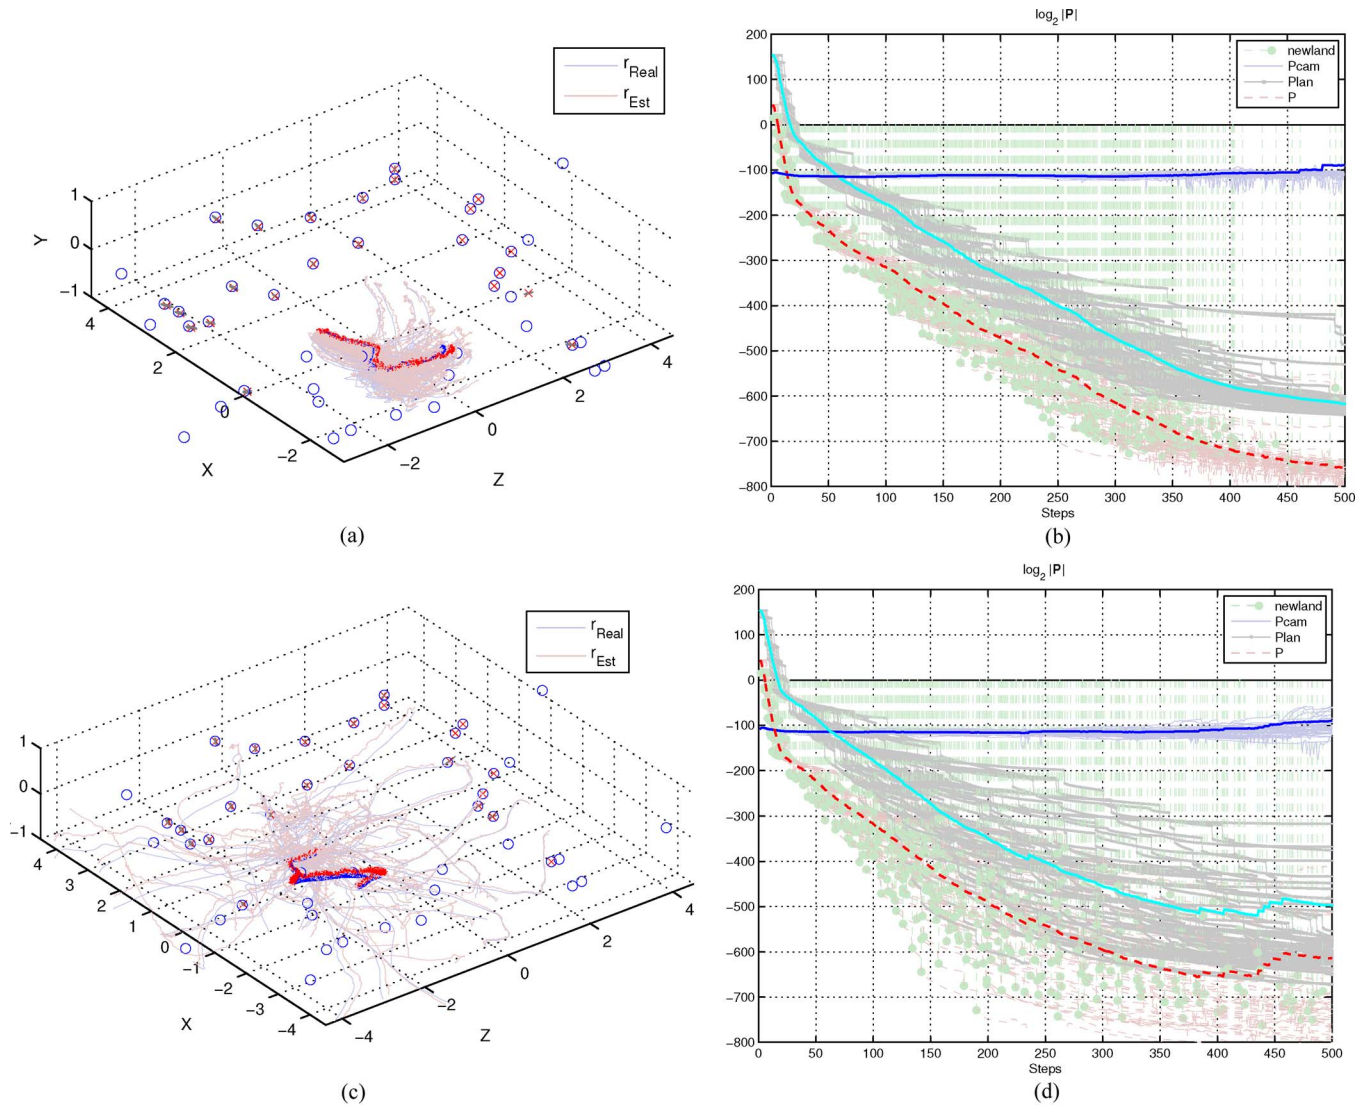 r_Real
r_Est
1
0
−1
Y
4
2
0
−2
X
−2
0
2
4
Z
(a)
log₂ |P|
200
100
0
−100
−200
−300
−400
−500
−600
−700
−800
newland
Pcam
Plan
P
0 50 100 150 200 250 300 350 400 450 500
Steps
(b)
r_Real
r_Est
1
0
−1
4
3
2
1
0
−1
−2
−3
−4
X
−4
−2
0
2
4
Z
(c)
log₂ |P|
200
100
0
−100
−200
−300
−400
−500
−600
−700
−800
newland
Pcam
Plan
P
0 50 100 150 200 250 300 350 400 450 500
Steps
(d)